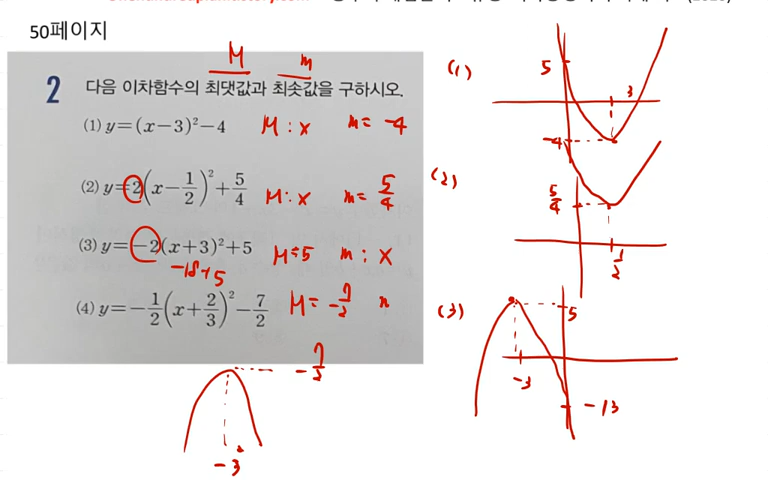 50페이지
M m
2 다음 이차함수의 최댓값과 최솟값을 구하시오.
(1) y=(x−3)²−4 M : x m = -4
(2) y=2(x−1/2)²+5/4 M : x m = 5/4
(3) y=−2(x+3)²+5 M=5 m : x
-18+5
(4) y=−1/2(x+2/3)²−7/2 M = -7/2
-7/2
(1)
5
3
-4
(2)
5/4
1/2
(3)
5
-3
-13